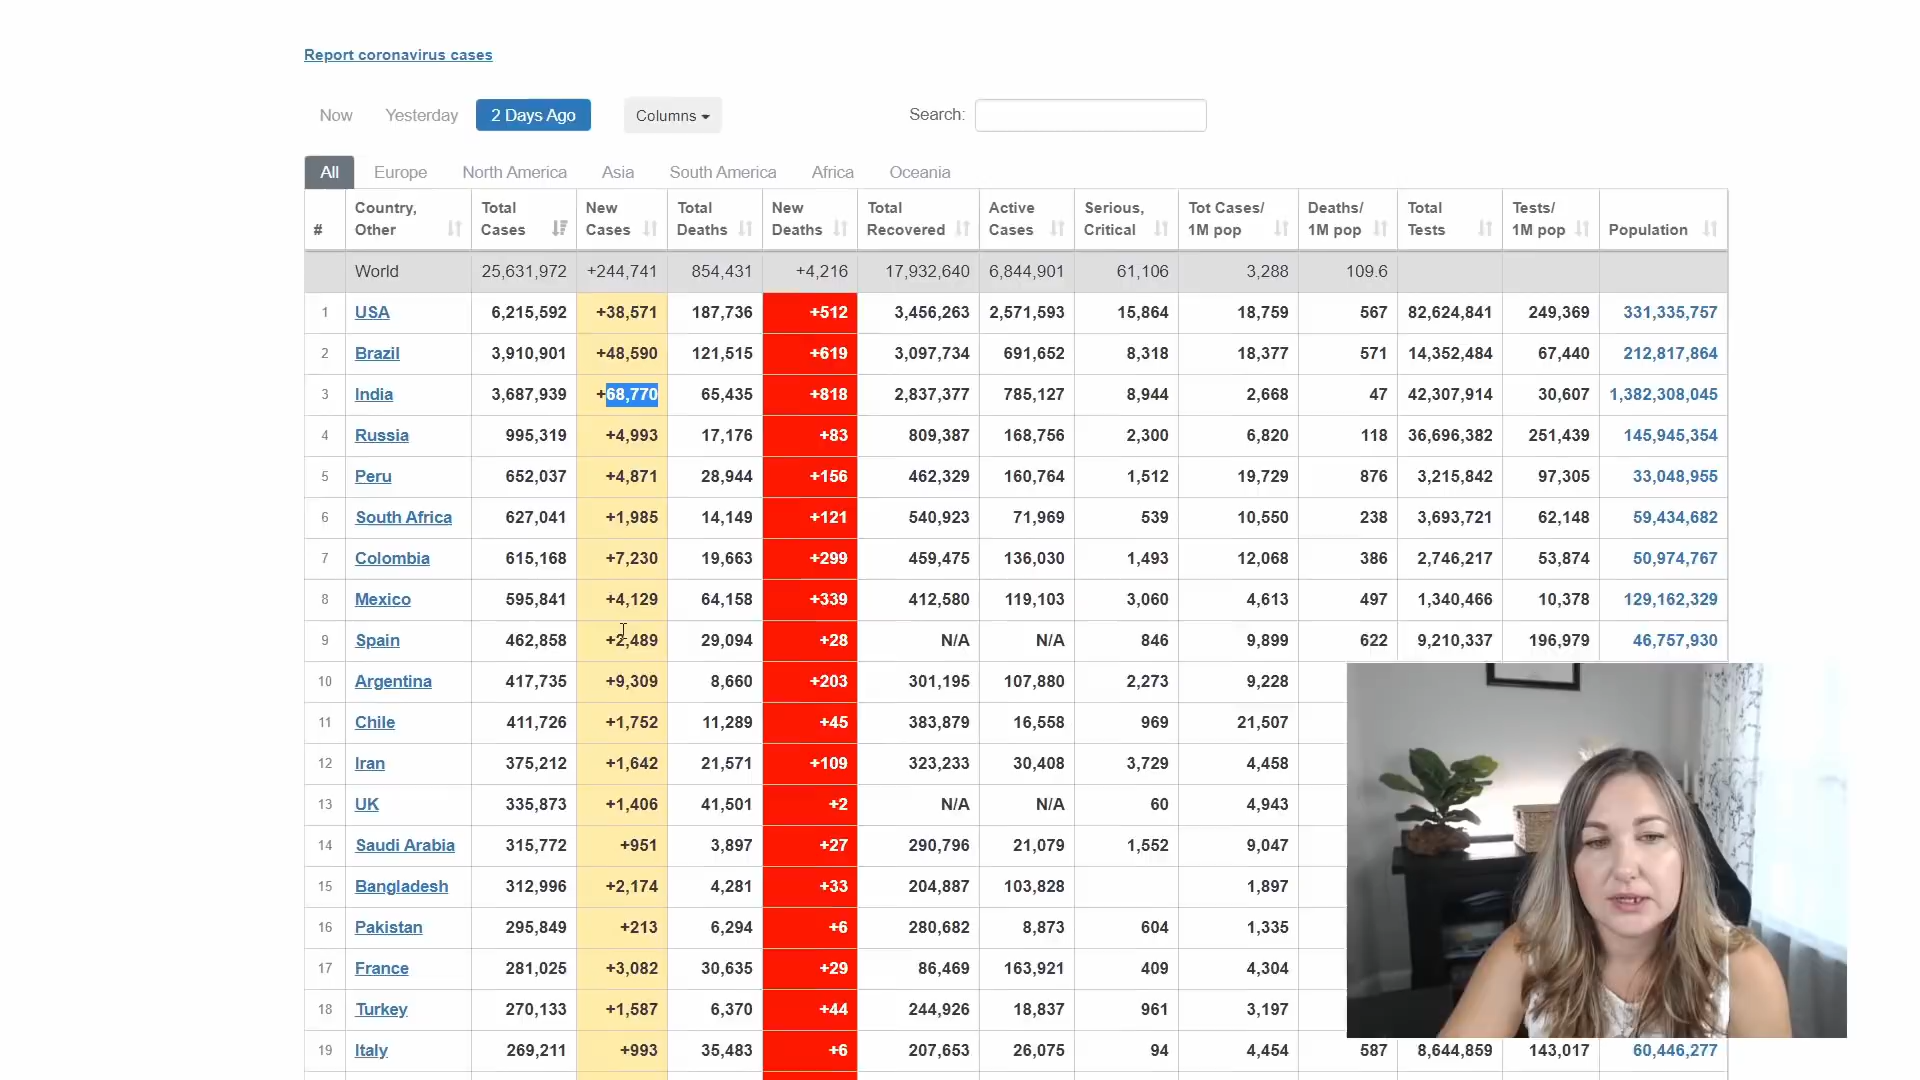 Report coronavirus cases
Now Yesterday 2 Days Ago Columns Search:
All Europe North America Asia South America Africa Oceania
# Country, Other Total Cases New Cases Total Deaths New Deaths Total Recovered Active Cases Serious, Critical Tot Cases/ 1M pop Deaths/ 1M pop Total Tests Tests/ 1M pop Population
World 25,631,972 +244,741 854,431 +4,216 17,932,640 6,844,901 61,106 3,288 109.6
1 USA 6,215,592 +38,571 187,736 +512 3,456,263 2,571,593 15,864 18,759 567 82,624,841 249,369 331,335,757
2 Brazil 3,910,901 +48,590 121,515 +619 3,097,734 691,652 8,318 18,377 571 14,352,484 67,440 212,817,864
3 India 3,687,939 +68,770 65,435 +818 2,837,377 785,127 8,944 2,668 47 42,307,914 30,607 1,382,308,045
4 Russia 995,319 +4,993 17,176 +83 809,387 168,756 2,300 6,820 118 36,696,382 251,439 145,945,354
5 Peru 652,037 +4,871 28,944 +156 462,329 160,764 1,512 19,729 876 3,215,842 97,305 33,048,955
6 South Africa 627,041 +1,985 14,149 +121 540,923 71,969 539 10,550 238 3,693,721 62,148 59,434,682
7 Colombia 615,168 +7,230 19,663 +299 459,475 136,030 1,493 12,068 386 2,746,217 53,874 50,974,767
8 Mexico 595,841 +4,129 64,158 +339 412,580 119,103 3,060 4,613 497 1,340,466 10,378 129,162,329
9 Spain 462,858 +2,489 29,094 +28 N/A N/A 846 9,899 622 9,210,337 196,979 46,757,930
10 Argentina 417,735 +9,309 8,660 +203 301,195 107,880 2,273 9,228
11 Chile 411,726 +1,752 11,289 +45 383,879 16,558 969 21,507
12 Iran 375,212 +1,642 21,571 +109 323,233 30,408 3,729 4,458
13 UK 335,873 +1,406 41,501 +2 N/A N/A 60 4,943
14 Saudi Arabia 315,772 +951 3,897 +27 290,796 21,079 1,552 9,047
15 Bangladesh 312,996 +2,174 4,281 +33 204,887 103,828 1,897
16 Pakistan 295,849 +213 6,294 +6 280,682 8,873 604 1,335
17 France 281,025 +3,082 30,635 +29 86,469 163,921 409 4,304
18 Turkey 270,133 +1,587 6,370 +44 244,926 18,837 961 3,197
19 Italy 269,211 +993 35,483 +6 207,653 26,075 94 4,454 587 8,644,859 143,017 60,446,277